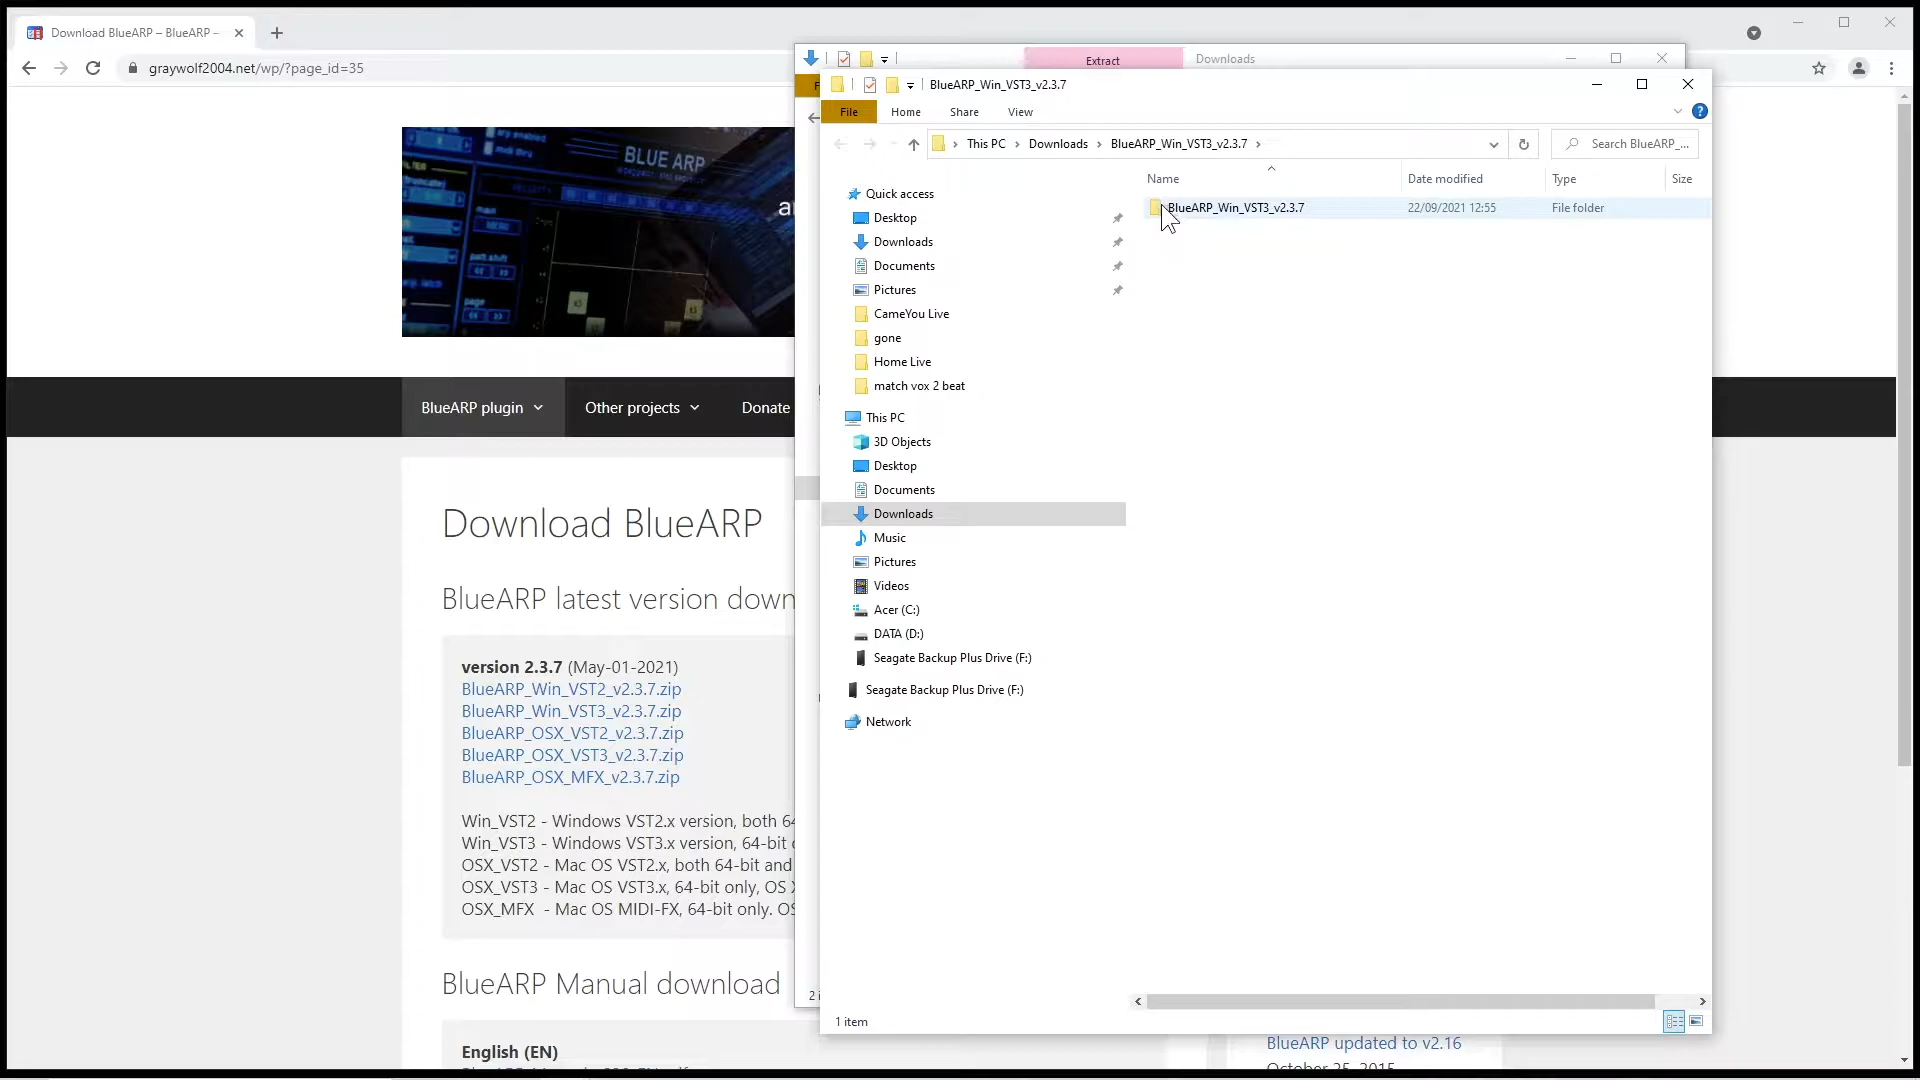 Download BlueARP – BlueARP –
graywolf2004.net/wp/?page_id=35
Extract
Downloads
BlueARP_Win_VST3_v2.3.7
File
Home
Share
View
This PC
Downloads
BlueARP_Win_VST3_v2.3.7
Search BlueARP_...
Name
Date modified
Type
Size
BlueARP_Win_VST3_v2.3.7
22/09/2021 12:55
File folder
Quick access
Desktop
Downloads
Documents
Pictures
CameYou Live
gone
Home Live
match vox 2 beat
This PC
3D Objects
Desktop
Documents
Downloads
Music
Pictures
Videos
Acer (C:)
DATA (D:)
Seagate Backup Plus Drive (F:)
Seagate Backup Plus Drive (F:)
Network
1 item
2 i
BLUE ARP
BlueARP plugin
Other projects
Donate
Download BlueARP
BlueARP latest version down
version 2.3.7 (May-01-2021)
BlueARP_Win_VST2_v2.3.7.zip
BlueARP_Win_VST3_v2.3.7.zip
BlueARP_OSX_VST2_v2.3.7.zip
BlueARP_OSX_VST3_v2.3.7.zip
BlueARP_OSX_MFX_v2.3.7.zip
Win_VST2 - Windows VST2.x version, both 64
Win_VST3 - Windows VST3.x version, 64-bit
OSX_VST2 - Mac OS VST2.x, both 64-bit and
OSX_VST3 - Mac OS VST3.x, 64-bit only, OS
OSX_MFX - Mac OS MIDI-FX, 64-bit only. OS
BlueARP Manual download
English (EN)
BlueARP updated to v2.16
October 25, 2015